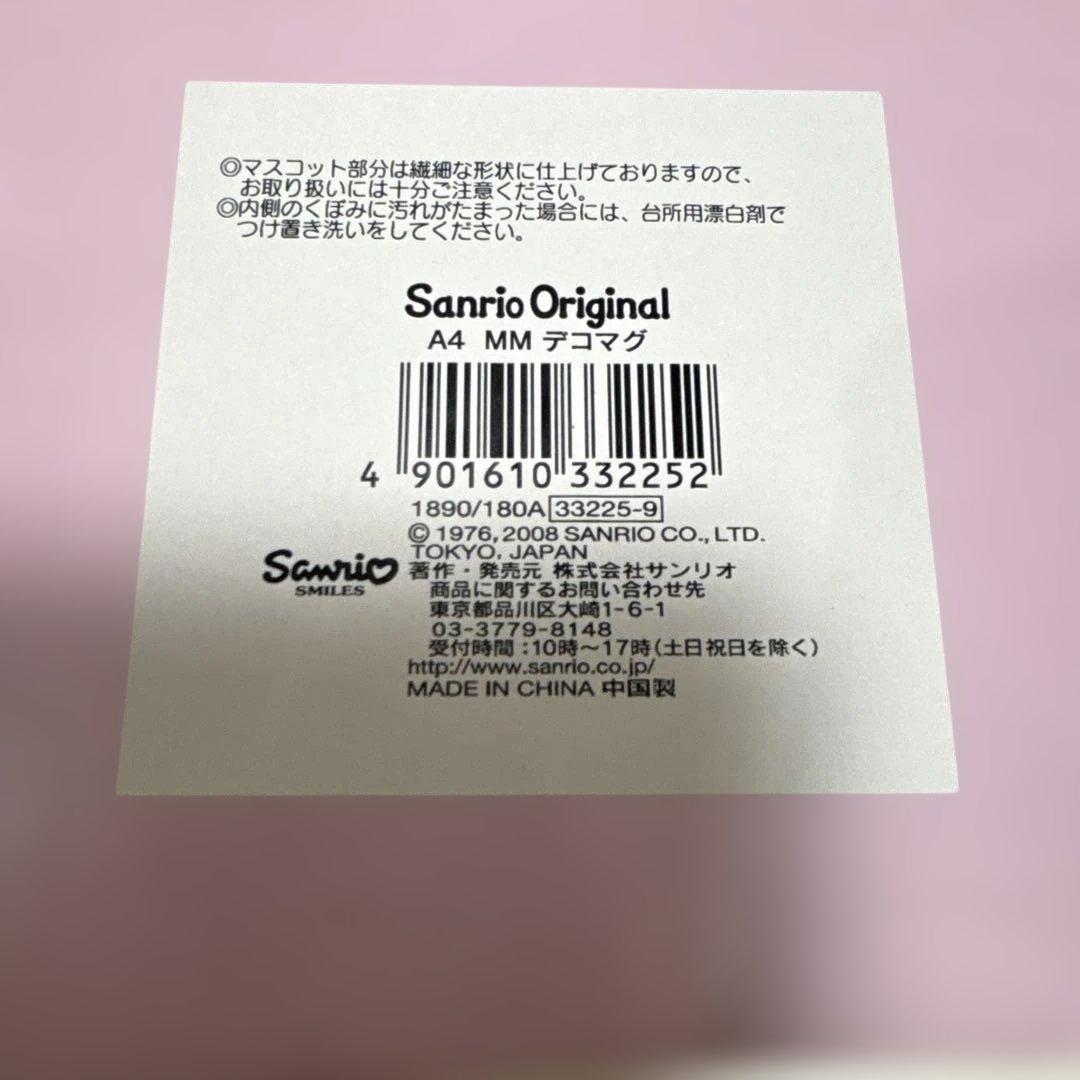 ◎マスコット部分は繊細な形状に仕上げておりますので、
お取り扱いには十分ご注意ください。
◎内側のくぼみに汚れがたまった場合には、台所用漂白剤で
つけ置き洗いをしてください。
Sanrio Original
A4 MM デコマグ
4 901610 332252
1890/180A 33225-9
© 1976, 2008 SANRIO CO., LTD.
TOKYO, JAPAN
Sanrio
SMILES
著作・発売元 株式会社サンリオ
商品に関するお問い合わせ先
東京都品川区大崎1-6-1
03-3779-8148
受付時間:10時～17時(土日祝日を除く)
http://www.sanrio.co.jp/
MADE IN CHINA 中国製